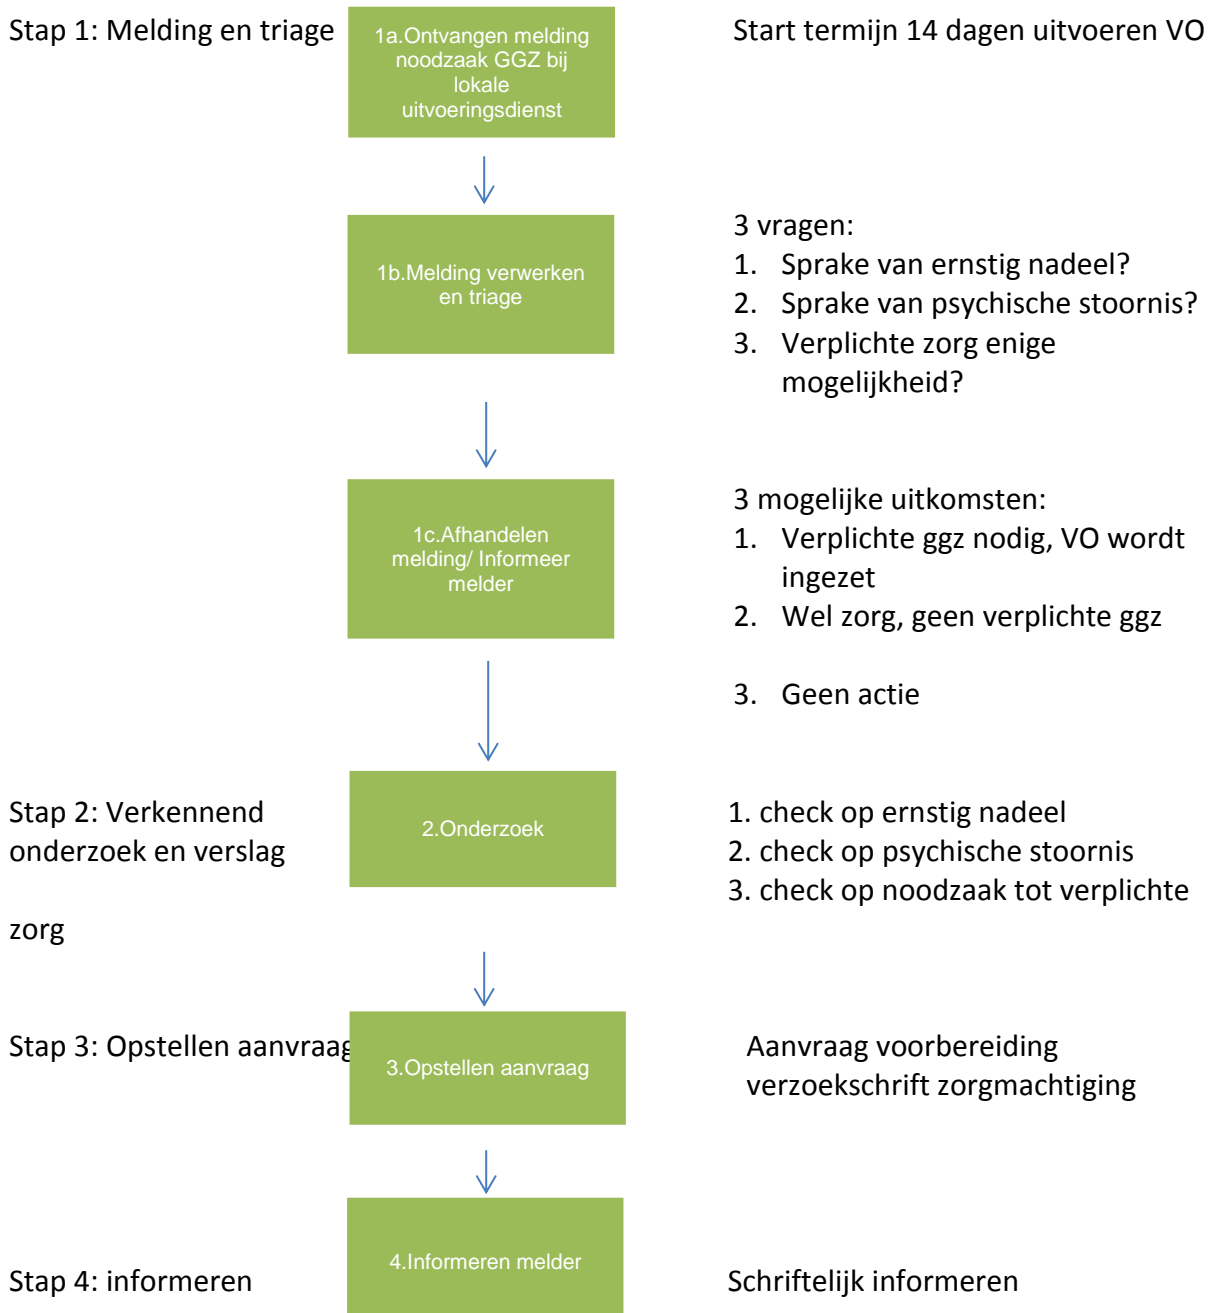 Stap 1: Melding en triage
1a.Ontvangen melding
noodzaak GGZ bij
lokale
uitvoeringsdienst
Start termijn 14 dagen uitvoeren VO
1b.Melding verwerken
en triage
3 vragen:
1. Sprake van ernstig nadeel?
2. Sprake van psychische stoornis?
3. Verplichte zorg enige
mogelijkheid?
1c.Afhandelen
melding/ Informeer
melder
3 mogelijke uitkomsten:
1. Verplichte ggz nodig, VO wordt
ingezet
2. Wel zorg, geen verplichte ggz
3. Geen actie
Stap 2: Verkennend
onderzoek en verslag
2.Onderzoek
1. check op ernstig nadeel
2. check op psychische stoornis
3. check op noodzaak tot verplichte
zorg
Stap 3: Opstellen aanvraag
3.Opstellen aanvraag
Aanvraag voorbereiding
verzoekschrift zorgmachtiging
Stap 4: informeren
4.Informeren melder
Schriftelijk informeren